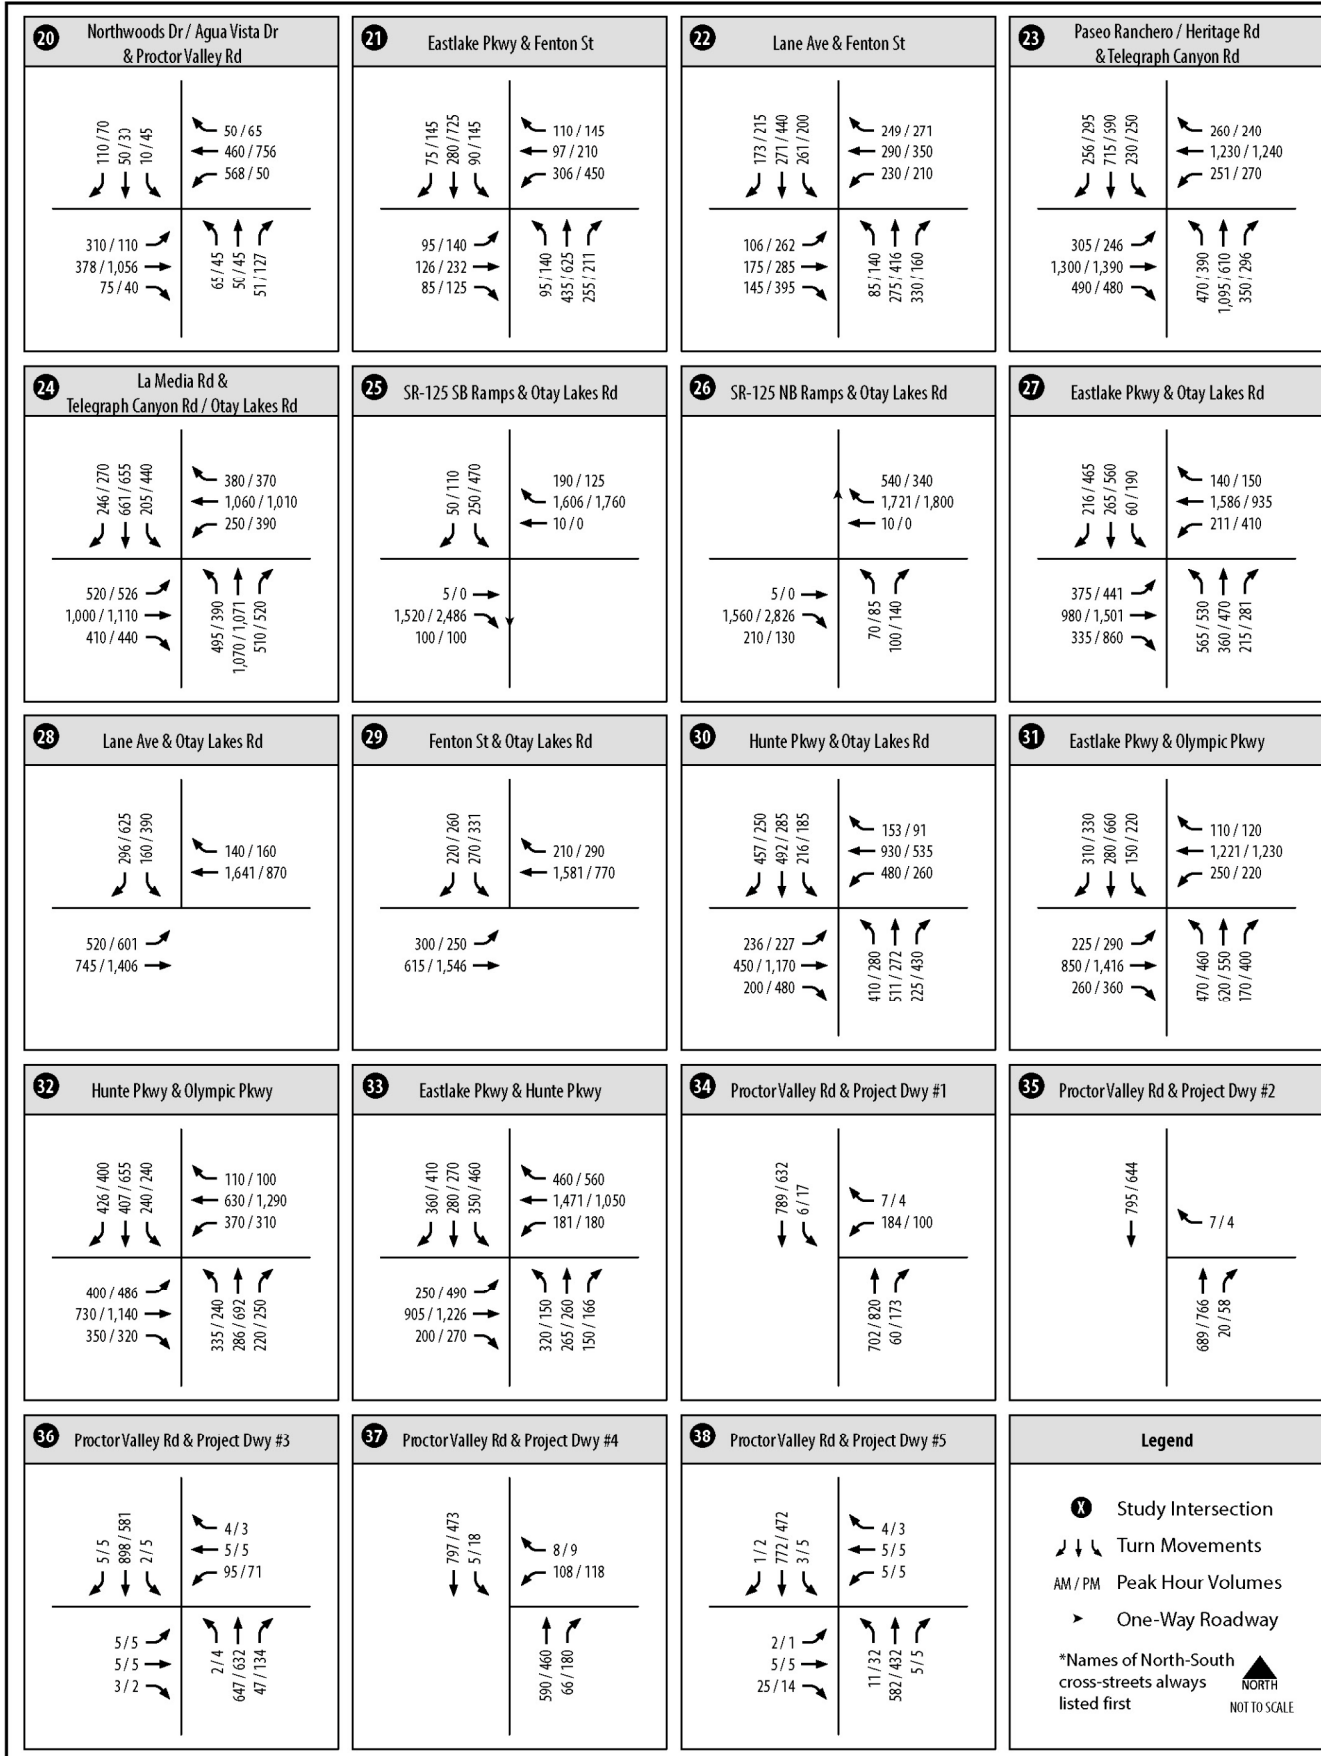 20
Northwoods Dr / Agua Vista Dr
& Proctor Valley Rd
110 / 70
50 / 30
10 / 45
50 / 65
460 / 756
568 / 50
310 / 110
378 / 1,056
75 / 40
65 / 45
50 / 45
51 / 127
21
Eastlake Pkwy & Fenton St
75 / 145
280 / 725
90 / 145
110 / 145
97 / 210
306 / 450
95 / 140
126 / 232
85 / 125
95 / 140
435 / 625
255 / 211
22
Lane Ave & Fenton St
173 / 215
271 / 440
261 / 200
249 / 271
290 / 350
230 / 210
106 / 262
175 / 285
145 / 395
85 / 140
275 / 416
330 / 160
23
Paseo Ranchero / Heritage Rd
& Telegraph Canyon Rd
256 / 295
715 / 590
230 / 250
260 / 240
1,230 / 1,240
251 / 270
305 / 246
1,300 / 1,390
490 / 480
470 / 390
1,095 / 610
350 / 296
24
La Media Rd &
Telegraph Canyon Rd / Otay Lakes Rd
246 / 270
661 / 655
205 / 440
380 / 370
1,060 / 1,010
250 / 390
520 / 526
1,000 / 1,110
410 / 440
495 / 390
1,070 / 1,071
510 / 520
25
SR-125 SB Ramps & Otay Lakes Rd
50 / 110
250 / 470
190 / 125
1,606 / 1,760
10 / 0
5 / 0
1,520 / 2,486
100 / 100
26
SR-125 NB Ramps & Otay Lakes Rd
540 / 340
1,721 / 1,800
10 / 0
5 / 0
1,560 / 2,826
210 / 130
70 / 85
100 / 140
27
Eastlake Pkwy & Otay Lakes Rd
216 / 465
265 / 560
60 / 190
140 / 150
1,586 / 935
211 / 410
375 / 441
980 / 1,501
335 / 860
565 / 530
360 / 470
215 / 281
28
Lane Ave & Otay Lakes Rd
296 / 625
160 / 390
140 / 160
1,641 / 870
520 / 601
745 / 1,406
29
Fenton St & Otay Lakes Rd
220 / 260
270 / 331
210 / 290
1,581 / 770
300 / 250
615 / 1,546
30
Hunte Pkwy & Otay Lakes Rd
457 / 250
492 / 285
216 / 185
153 / 91
930 / 535
480 / 260
236 / 227
450 / 1,170
200 / 480
410 / 280
511 / 272
225 / 430
31
Eastlake Pkwy & Olympic Pkwy
310 / 330
280 / 660
150 / 220
110 / 120
1,221 / 1,230
250 / 220
225 / 290
850 / 1,416
260 / 360
470 / 460
620 / 550
170 / 400
32
Hunte Pkwy & Olympic Pkwy
426 / 400
407 / 655
240 / 240
110 / 100
630 / 1,290
370 / 310
400 / 486
730 / 1,140
350 / 320
335 / 240
286 / 692
220 / 250
33
Eastlake Pkwy & Hunte Pkwy
360 / 410
280 / 270
350 / 460
460 / 560
1,471 / 1,050
181 / 180
250 / 490
905 / 1,226
200 / 270
320 / 150
265 / 260
150 / 166
34
Proctor Valley Rd & Project Dwy #1
789 / 632
6 / 17
7 / 4
184 / 100
702 / 820
60 / 173
35
Proctor Valley Rd & Project Dwy #2
795 / 644
7 / 4
689 / 766
20 / 58
36
Proctor Valley Rd & Project Dwy #3
5 / 5
898 / 581
2 / 5
4 / 3
5 / 5
95 / 71
5 / 5
5 / 5
3 / 2
2 / 4
647 / 632
47 / 134
37
Proctor Valley Rd & Project Dwy #4
797 / 473
5 / 18
8 / 9
108 / 118
590 / 460
66 / 180
38
Proctor Valley Rd & Project Dwy #5
1 / 2
772 / 472
3 / 5
4 / 3
5 / 5
5 / 5
2 / 1
5 / 5
25 / 14
11 / 32
582 / 432
5 / 5
Legend
X Study Intersection
Turn Movements
AM / PM Peak Hour Volumes
One-Way Roadway
*Names of North-South
cross-streets always
listed first
NORTH
NOT TO SCALE